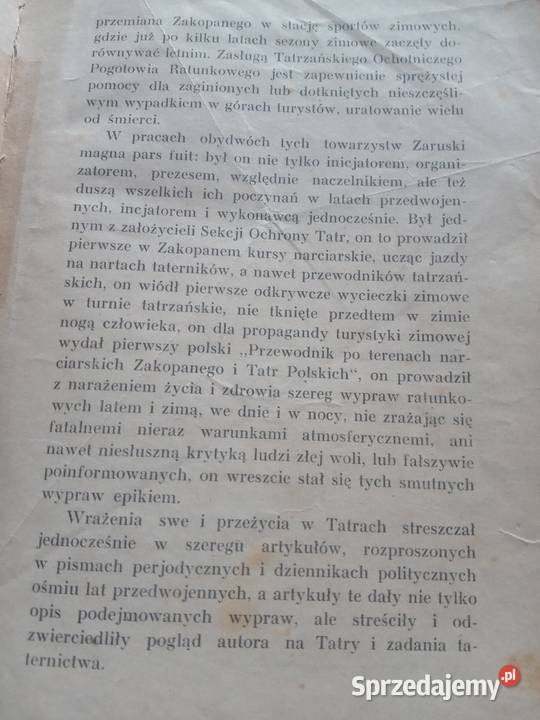 przemiana Zakopanego w stację sportów zimowych,
gdzie już po kilku latach sezony zimowe zaczęły do-
równywać letnim. Zasługą Tatrzańskiego Ochotniczego
Pogotowia Ratunkowego jest zapewnienie sprężystej
pomocy dla zaginionych lub dotkniętych nieszczęśli-
wym wypadkiem w górach turystów, uratowanie wielu
od śmierci.
W pracach obydwóch tych towarzystw Zaruski
magna pars fuit: był on nie tylko inicjatorem, organi-
zatorem, prezesem, względnie naczelnikiem, ale też
duszą wszelkich ich poczynań w latach przedwojen-
nych, incjatorem i wykonawcą jednocześnie. Był jed-
nym z założycieli Sekcji Ochrony Tatr, on to prowadził
pierwsze w Zakopanem kursy narciarskie, ucząc jazdy
na nartach taterników, a nawet przewodników tatrzań-
skich, on wiódł pierwsze odkrywcze wycieczki zimowe
w turnie tatrzańskie, nie tknięte przedtem w zimie
nogą człowieka, on dla propagandy turystyki zimowej
wydał pierwszy polski „Przewodnik po terenach nar-
ciarskich Zakopanego i Tatr Polskich“, on prowadził
z narażeniem życia i zdrowia szereg wypraw ratunko-
wych latem i zimą, we dnie i w nocy, nie zrażając się
fatalnemi nieraz warunkami atmosferycznemi, ani
nawet niesłuszną krytyką ludzi złej woli, lub fałszywie
poinformowanych, on wreszcie stał się tych smutnych
wypraw epikiem.
Wrażenia swe i przeżycia w Tatrach streszczał
jednocześnie w szeregu artykułów, rozproszonych
w pismach perjodycznych i dziennikach politycznych
ośmiu lat przedwojennych, a artykuły te dały nie tylko
opis podejmowanych wypraw, ale streściły i od-
zwierciedliły pogląd autora na Tatry i zadania ta-
ternictwa.
Sprzedajemy.pl